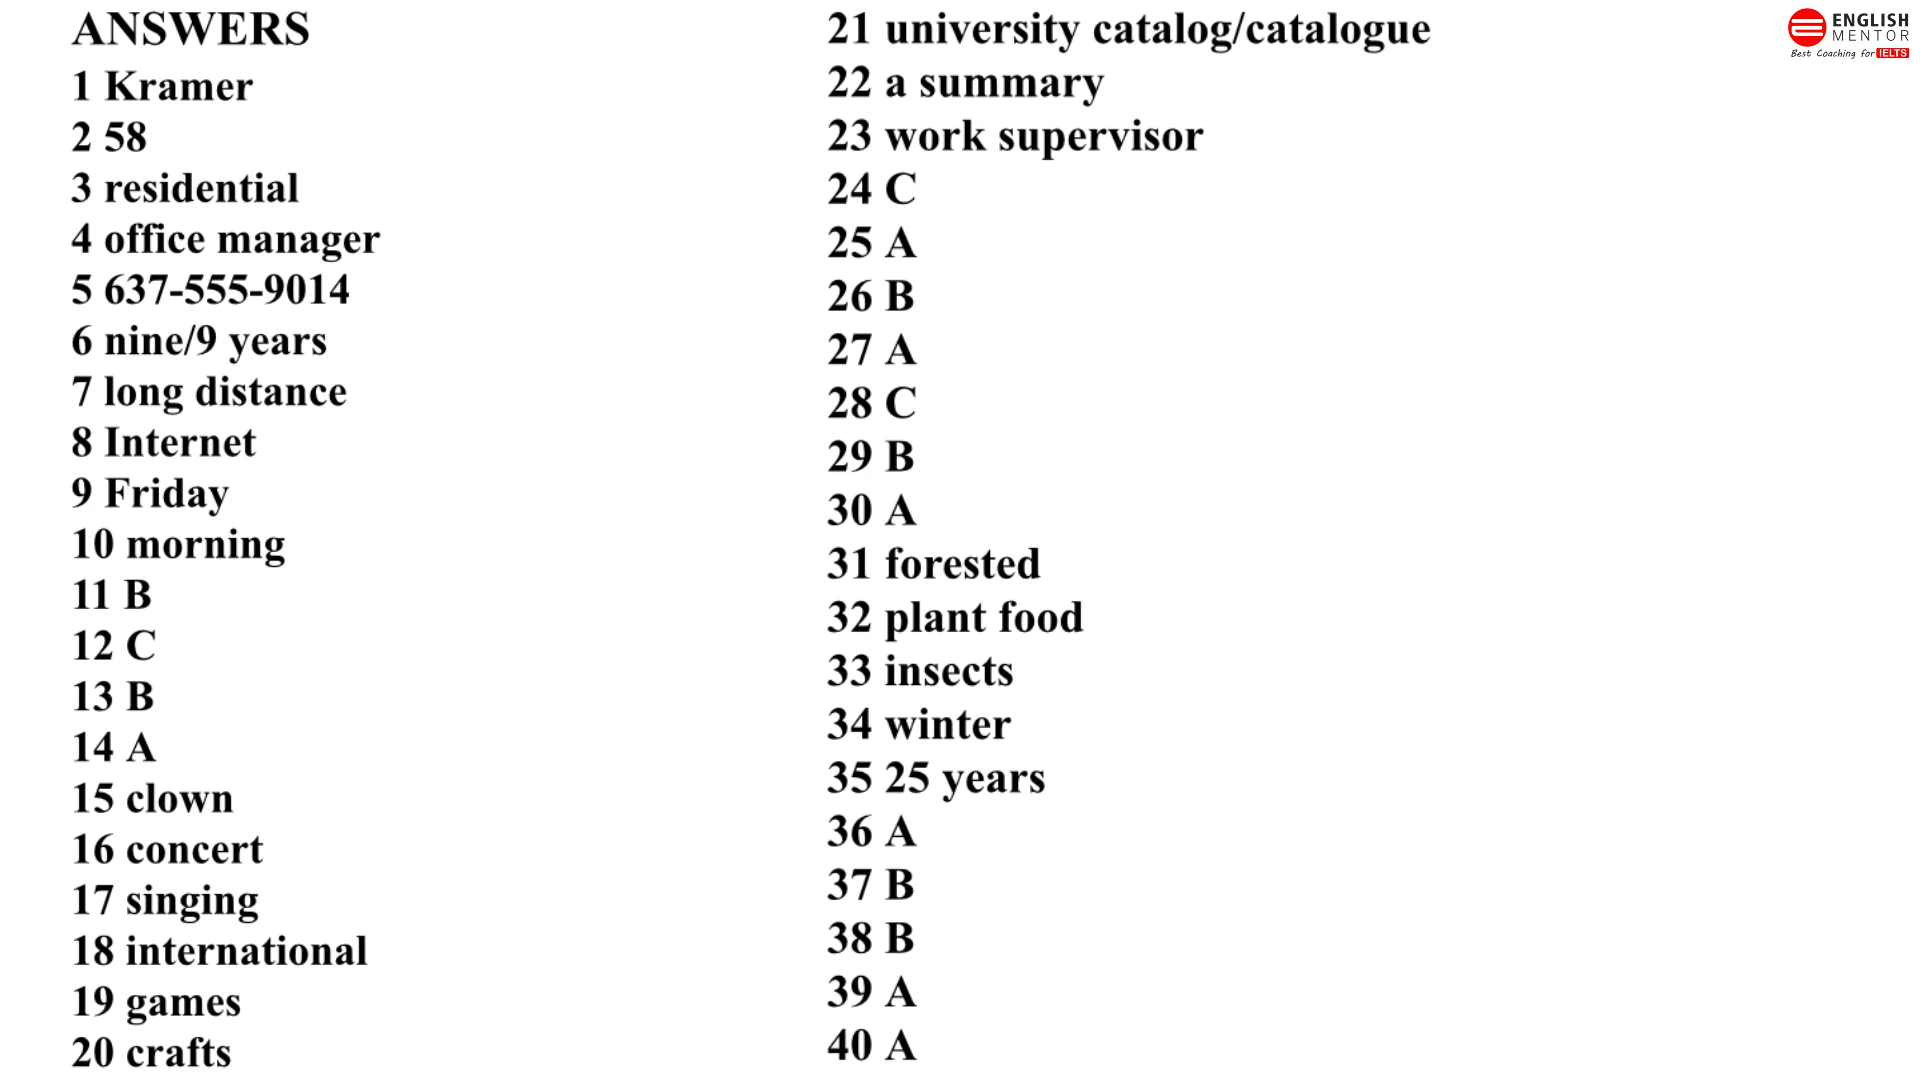 ANSWERS
1 Kramer
2 58
3 residential
4 office manager
5 637-555-9014
6 nine/9 years
7 long distance
8 Internet
9 Friday
10 morning
11 B
12 C
13 B
14 A
15 clown
16 concert
17 singing
18 international
19 games
20 crafts
21 university catalog/catalogue
22 a summary
23 work supervisor
24 C
25 A
26 B
27 A
28 C
29 B
30 A
31 forested
32 plant food
33 insects
34 winter
35 25 years
36 A
37 B
38 B
39 A
40 A
ENGLISH
MENTOR
Best Coaching for IELTS